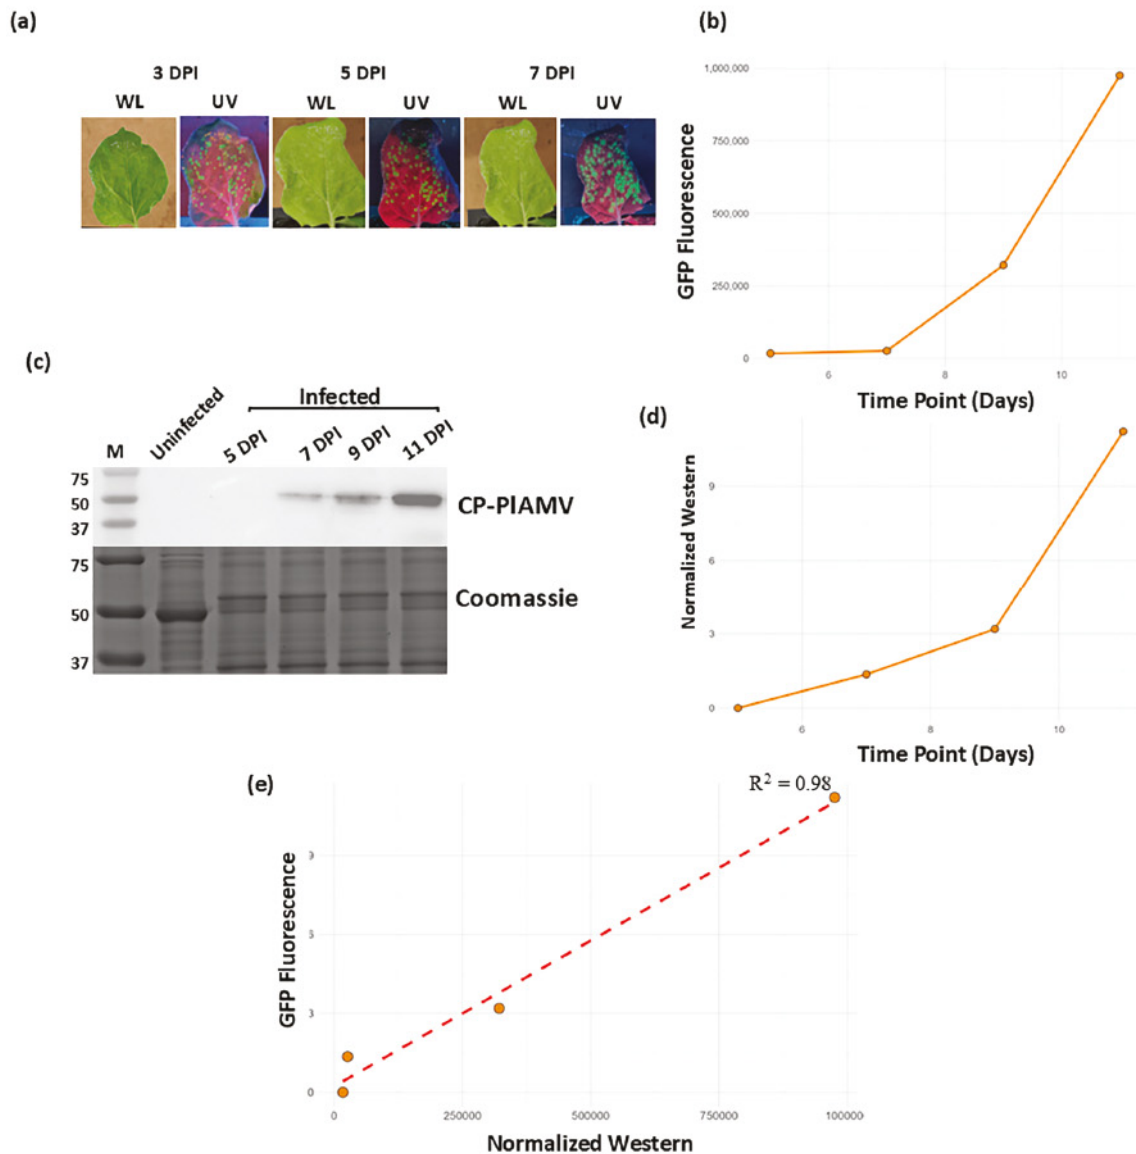 (a)
3 DPI 5 DPI 7 DPI
WL UV WL UV WL UV
(b)
1,000,000
750,000
500,000
250,000
0
GFP Fluorescence
6 8 10
Time Point (Days)
(c)
Infected
M Uninfected 5 DPI 7 DPI 9 DPI 11 DPI
75
50
37
CP-PlAMV
75
50
37
Coomassie
(d)
9
6
3
0
Normalized Western
6 8 10
Time Point (Days)
(e)
R² = 0.98
9
6
3
0
GFP Fluorescence
0 250000 500000 750000 100000
Normalized Western